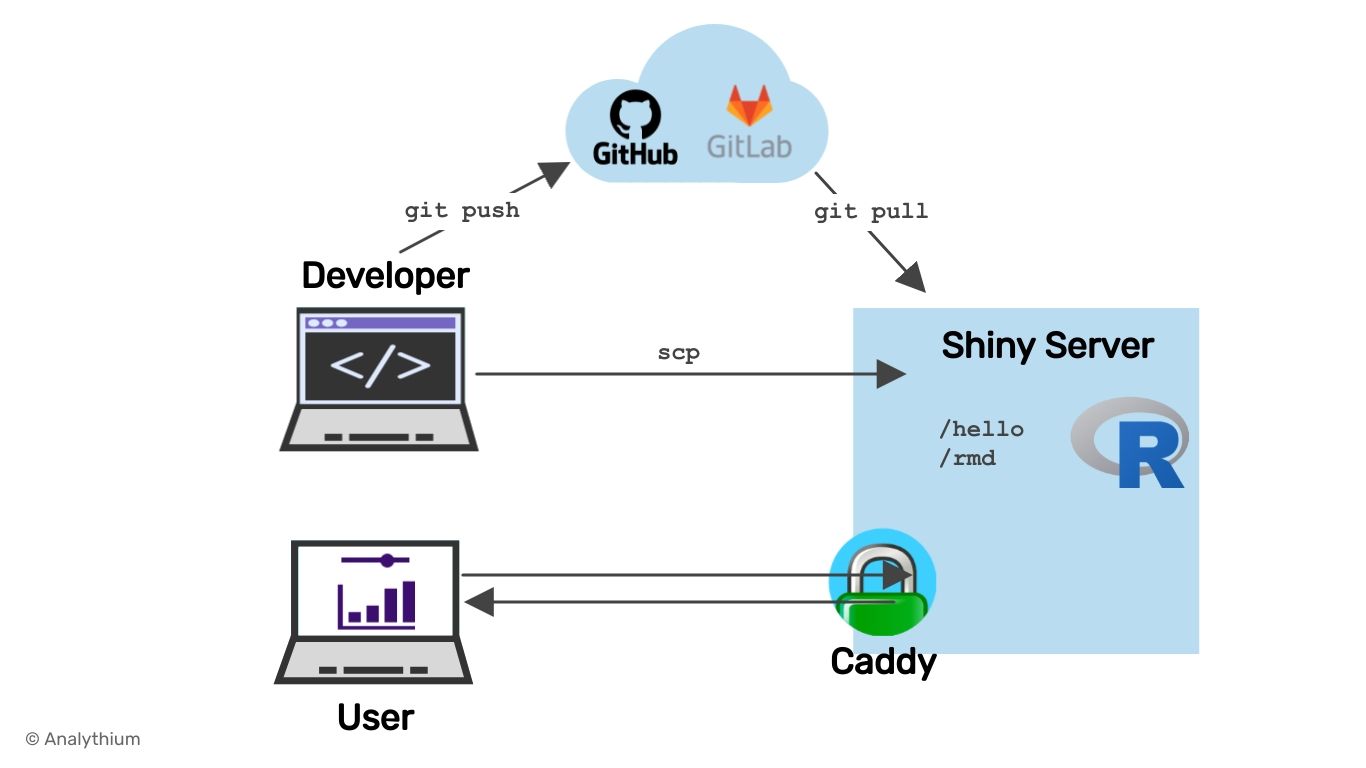 GitHub
GitLab
git push
git pull
Developer
</>
scp
Shiny Server
/hello
/rmd
R
Caddy
User
© Analythium